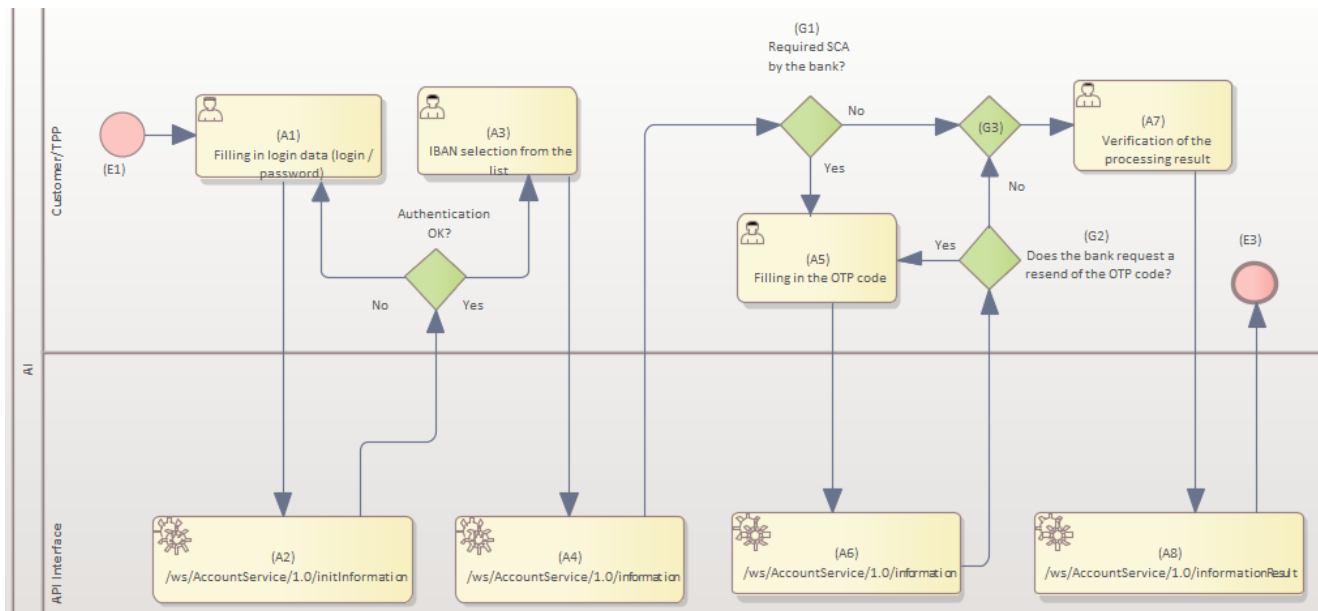 AI
Customer/TPP
(E1)
(A1)
Filling in login data (login /
password)
(A3)
IBAN selection from the
list
Authentication
OK?
No
Yes
(G1)
Required SCA
by the bank?
No
Yes
(G3)
(A7)
Verification of the
processing result
No
(A5)
Filling in the OTP code
Yes
(G2)
Does the bank request a
resend of the OTP code?
(E3)
API Interface
(A2)
/ws/AccountService/1.0/initInformation
(A4)
/ws/AccountService/1.0/information
(A6)
/ws/AccountService/1.0/information
(A8)
/ws/AccountService/1.0/informationResult